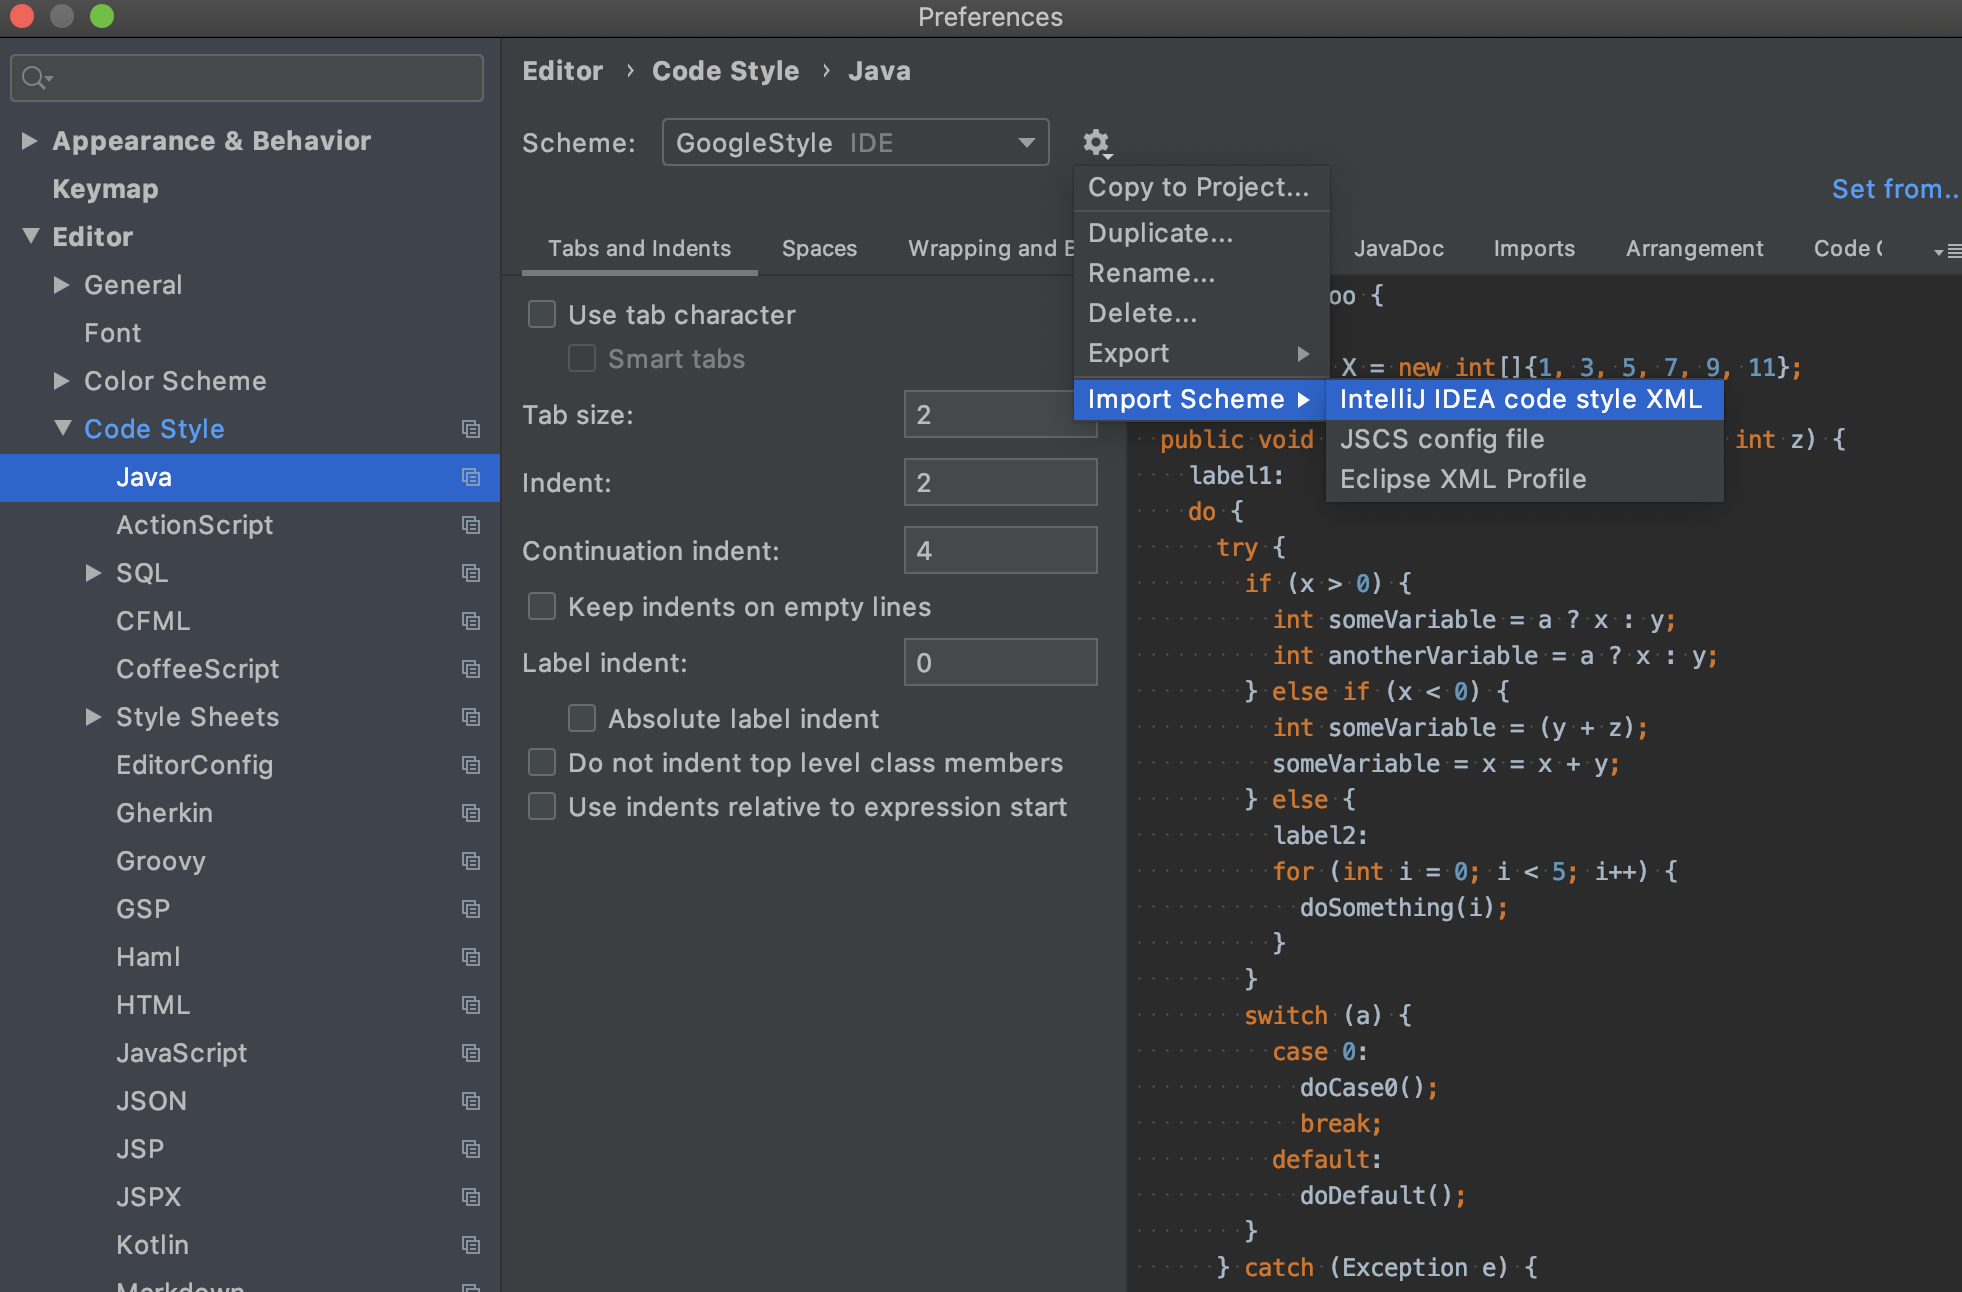 Preferences
Appearance & Behavior
Keymap
Editor
General
Font
Color Scheme
Code Style
Java
ActionScript
SQL
CFML
CoffeeScript
Style Sheets
EditorConfig
Gherkin
Groovy
GSP
Haml
HTML
JavaScript
JSON
JSP
JSPX
Kotlin
Markdown
Editor › Code Style › Java
Scheme: GoogleStyle IDE
Set from..
Tabs and Indents Spaces Wrapping and B JavaDoc Imports Arrangement Code
Use tab character
Smart tabs
Tab size: 2
Indent: 2
Continuation indent: 4
Keep indents on empty lines
Label indent: 0
Absolute label indent
Do not indent top level class members
Use indents relative to expression start
Copy to Project...
Duplicate...
Rename...
Delete...
Export
Import Scheme
IntelliJ IDEA code style XML
JSCS config file
Eclipse XML Profile
oo {
X = new int[]{1, 3, 5, 7, 9, 11};
public void int z) {
label1:
do {
try {
if (x > 0) {
int someVariable = a ? x : y;
int anotherVariable = a ? x : y;
} else if (x < 0) {
int someVariable = (y + z);
someVariable = x = x + y;
} else {
label2:
for (int i = 0; i < 5; i++) {
doSomething(i);
}
}
switch (a) {
case 0:
doCase0();
break;
default:
doDefault();
}
} catch (Exception e) {